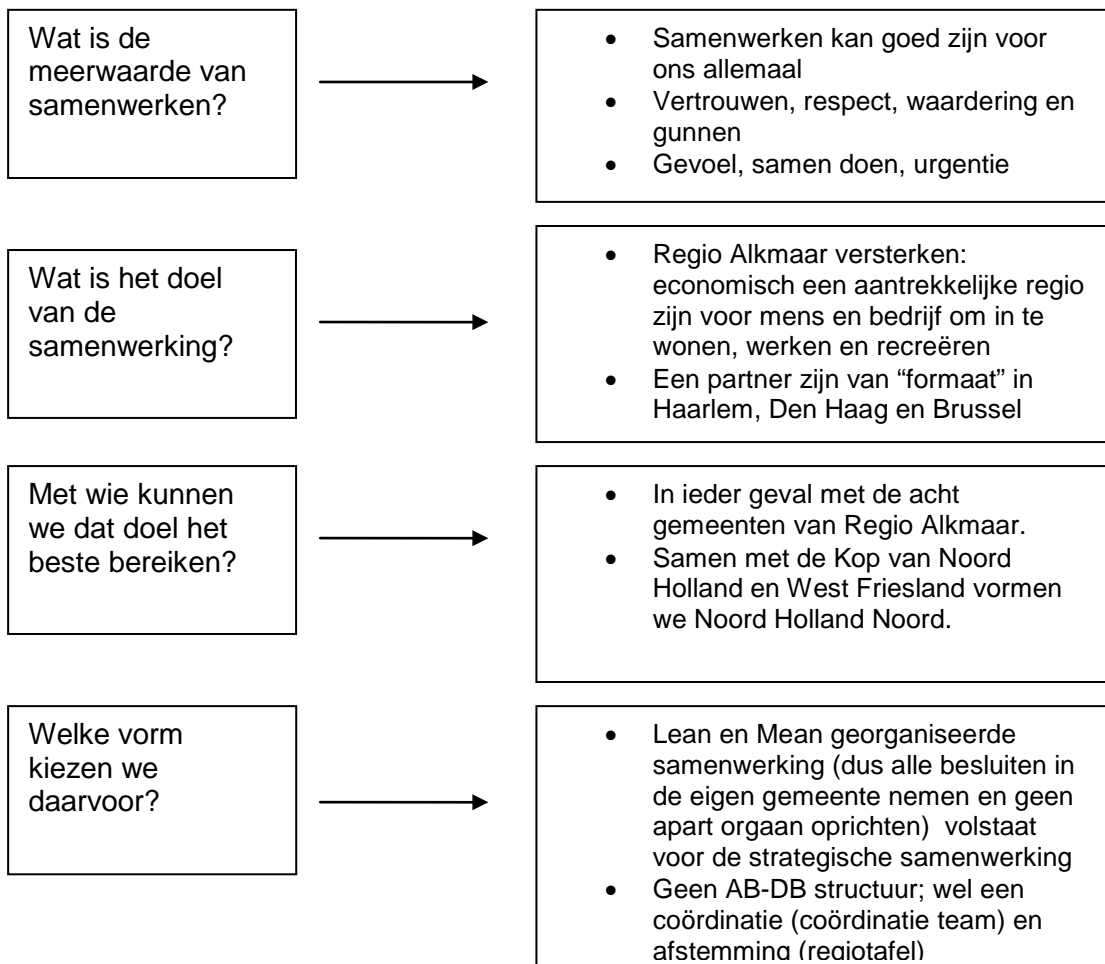 Wat is de
meerwaarde van
samenwerken?
• Samenwerken kan goed zijn voor
ons allemaal
• Vertrouwen, respect, waardering en
gunnen
• Gevoel, samen doen, urgentie
Wat is het doel
van de
samenwerking?
• Regio Alkmaar versterken:
economisch een aantrekkelijke regio
zijn voor mens en bedrijf om in te
wonen, werken en recreëren
• Een partner zijn van “formaat” in
Haarlem, Den Haag en Brussel
Met wie kunnen
we dat doel het
beste bereiken?
• In ieder geval met de acht
gemeenten van Regio Alkmaar.
• Samen met de Kop van Noord
Holland en West Friesland vormen
we Noord Holland Noord.
Welke vorm
kiezen we
daarvoor?
• Lean en Mean georganiseerde
samenwerking (dus alle besluiten in
de eigen gemeente nemen en geen
apart orgaan oprichten) volstaat
voor de strategische samenwerking
• Geen AB-DB structuur; wel een
coördinatie (coördinatie team) en
afstemming (regiotafel)